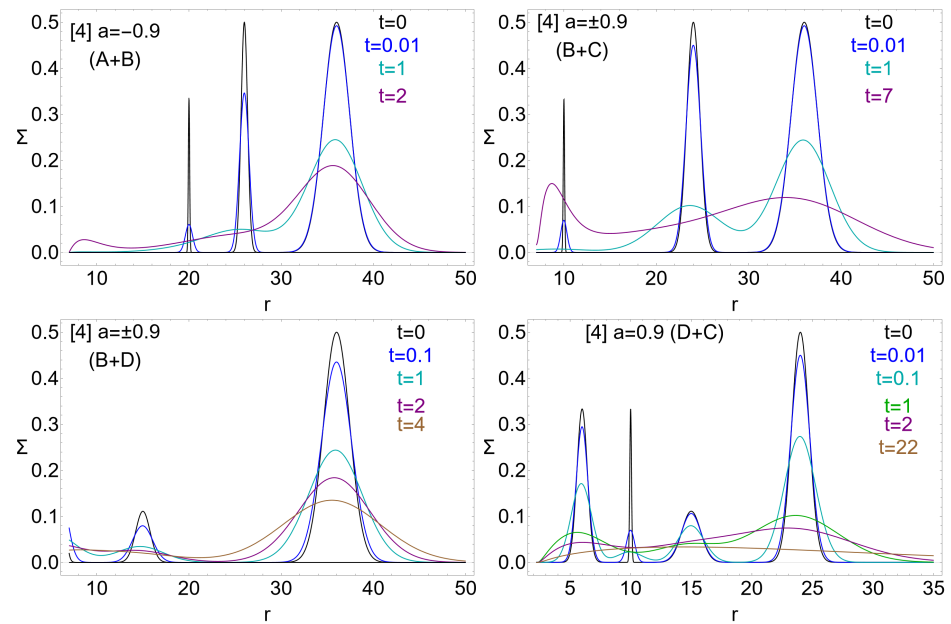 [4] a=−0.9
(A+B)
t=0
t=0.01
t=1
t=2
0.5
0.4
0.3
0.2
0.1
0.0
Σ
10 20 30 40 50
r
[4] a=±0.9
(B+C)
t=0
t=0.01
t=1
t=7
0.5
0.4
0.3
0.2
0.1
0.0
Σ
10 20 30 40 50
r
[4] a=±0.9
(B+D)
t=0
t=0.1
t=1
t=2
t=4
0.5
0.4
0.3
0.2
0.1
0.0
Σ
10 20 30 40 50
r
[4] a=0.9 (D+C)
t=0
t=0.01
t=0.1
t=1
t=2
t=22
0.5
0.4
0.3
0.2
0.1
0.0
Σ
5 10 15 20 25 30 35
r